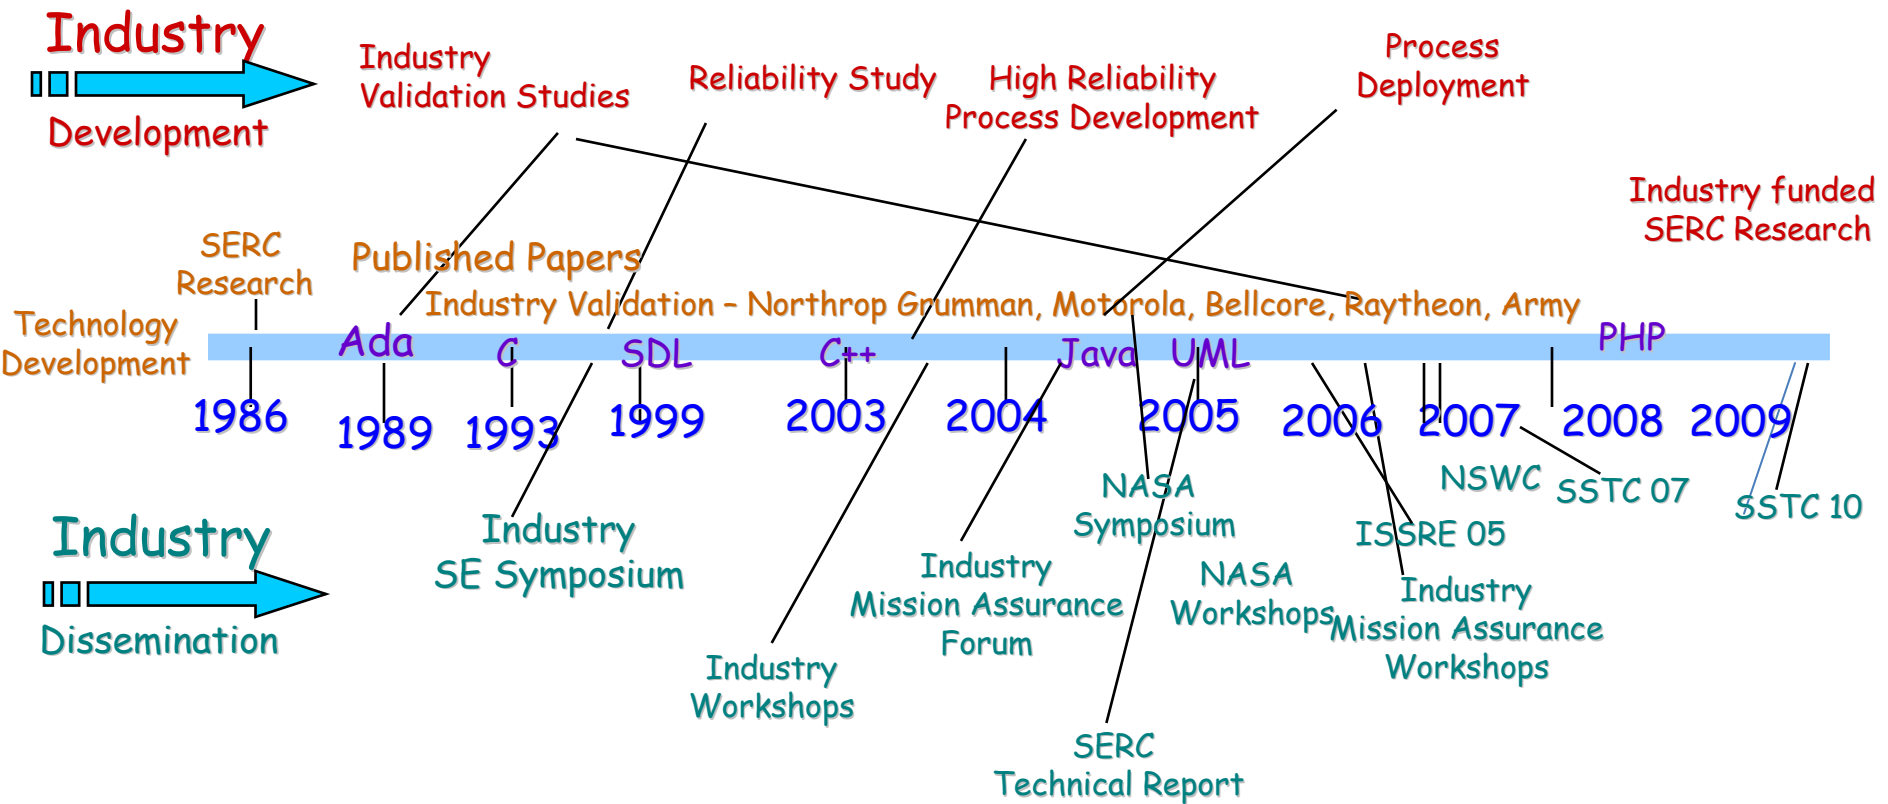 Industry
Development
Industry
Validation Studies
Reliability Study
High Reliability
Process Development
Process
Deployment
Industry funded
SERC Research
SERC
Research
Published Papers
Industry Validation – Northrop Grumman, Motorola, Bellcore, Raytheon, Army
Technology
Development
Ada
C
SDL
C++
Java
UML
PHP
1986
1989
1993
1999
2003
2004
2005
2006
2007
2008
2009
Industry
Dissemination
Industry
SE Symposium
Industry
Workshops
Industry
Mission Assurance
Forum
NASA
Symposium
SERC
Technical Report
NASA
Workshops
ISSRE 05
Industry
Mission Assurance
Workshops
NSWC
SSTC 07
SSTC 10